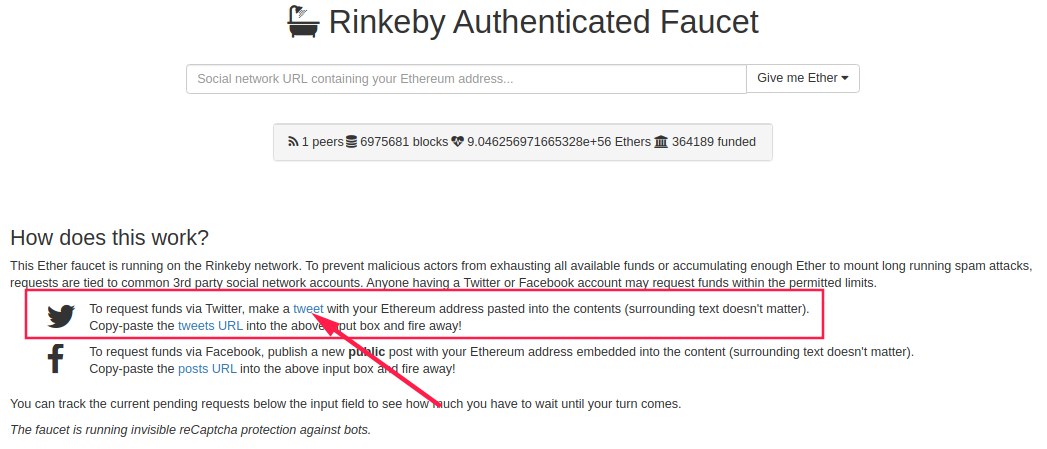 Rinkeby Authenticated Faucet
Social network URL containing your Ethereum address...
Give me Ether
1 peers 6975681 blocks 9.046256971665328e+56 Ethers 364189 funded
How does this work?
This Ether faucet is running on the Rinkeby network. To prevent malicious actors from exhausting all available funds or accumulating enough Ether to mount long running spam attacks,
requests are tied to common 3rd party social network accounts. Anyone having a Twitter or Facebook account may request funds within the permitted limits.
To request funds via Twitter, make a tweet with your Ethereum address pasted into the contents (surrounding text doesn't matter).
Copy-paste the tweets URL into the above input box and fire away!
To request funds via Facebook, publish a new public post with your Ethereum address embedded into the content (surrounding text doesn't matter).
Copy-paste the posts URL into the above input box and fire away!
You can track the current pending requests below the input field to see how much you have to wait until your turn comes.
The faucet is running invisible reCaptcha protection against bots.